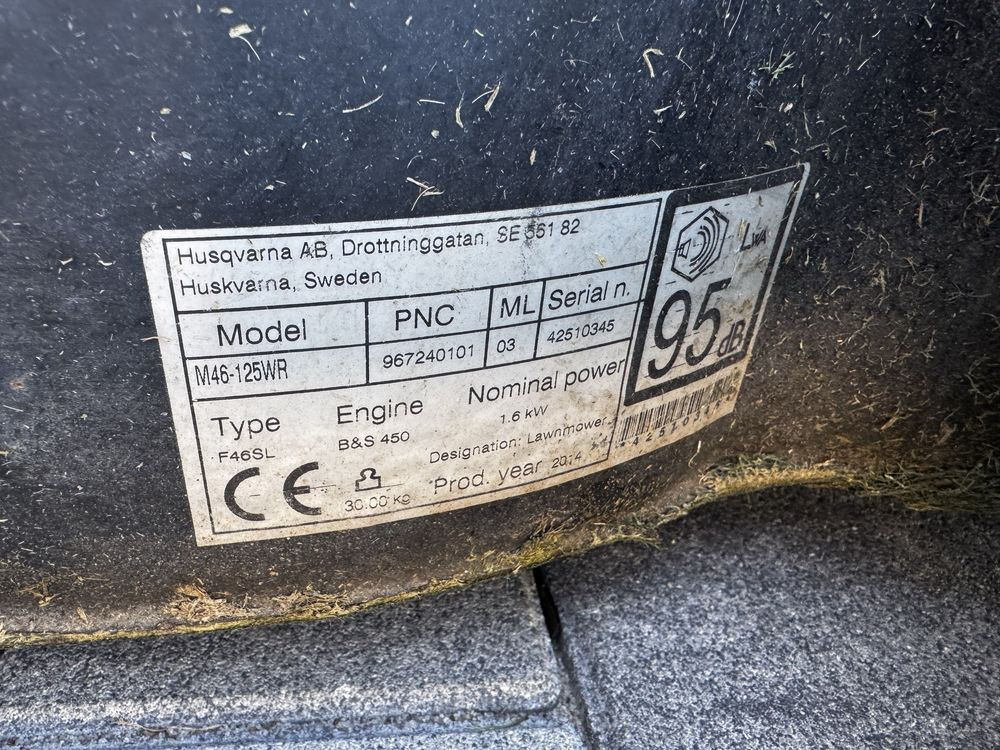 Husqvarna AB, Drottninggatan, SE 561 82
Huskvarna, Sweden
Model PNC ML Serial n.
M46-125WR 967240101 03 42510345
Type Engine Nominal power
F46SL B&S 450 1.6 kW
Designation: Lawnmower
CE 30.00 kg Prod. year 2014
LWA
95 dB